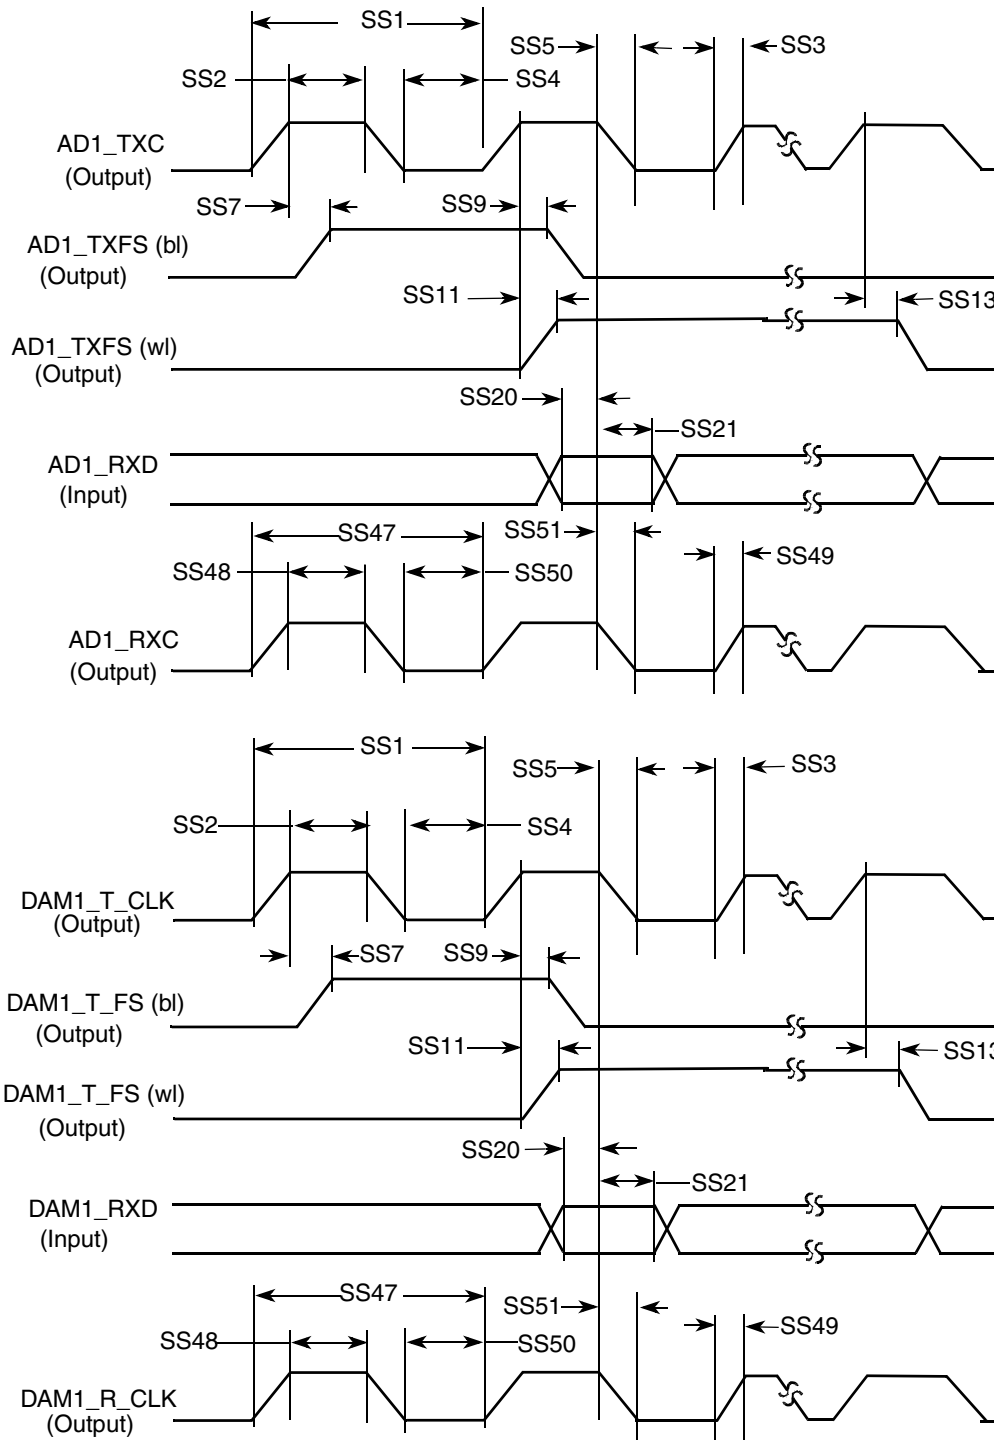 SS1
SS5
SS3
SS2
SS4
AD1_TXC
(Output)
SS7
SS9
AD1_TXFS (bl)
(Output)
SS11
SS13
AD1_TXFS (wl)
(Output)
SS20
SS21
AD1_RXD
(Input)
SS47
SS51
SS49
SS48
SS50
AD1_RXC
(Output)
SS1
SS5
SS3
SS2
SS4
DAM1_T_CLK
(Output)
SS7
SS9
DAM1_T_FS (bl)
(Output)
SS11
SS13
DAM1_T_FS (wl)
(Output)
SS20
SS21
DAM1_RXD
(Input)
SS47
SS51
SS49
SS48
SS50
DAM1_R_CLK
(Output)